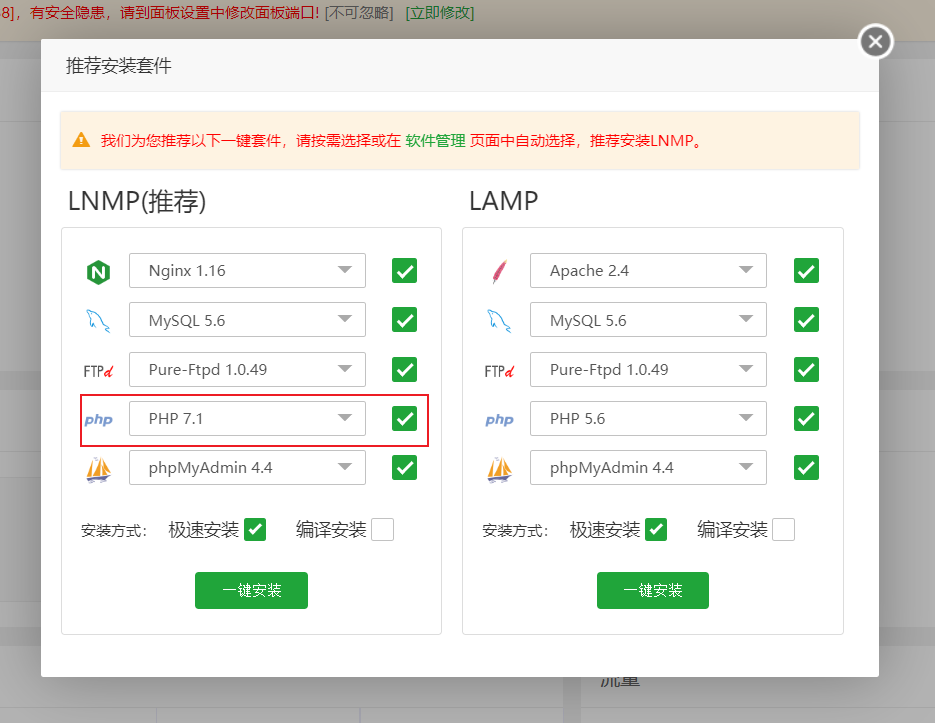 8]，有安全隐患，请到面板设置中修改面板端口! [不可忽略] [立即修改]
推荐安装套件
我们为您推荐以下一键套件，请按需选择或在 软件管理 页面中自动选择，推荐安装LNMP。
LNMP(推荐)
Nginx 1.16
MySQL 5.6
FTPd Pure-Ftpd 1.0.49
php PHP 7.1
phpMyAdmin 4.4
安装方式： 极速安装 编译安装
一键安装
LAMP
Apache 2.4
MySQL 5.6
FTPd Pure-Ftpd 1.0.49
php PHP 5.6
phpMyAdmin 4.4
安装方式： 极速安装 编译安装
一键安装
流量